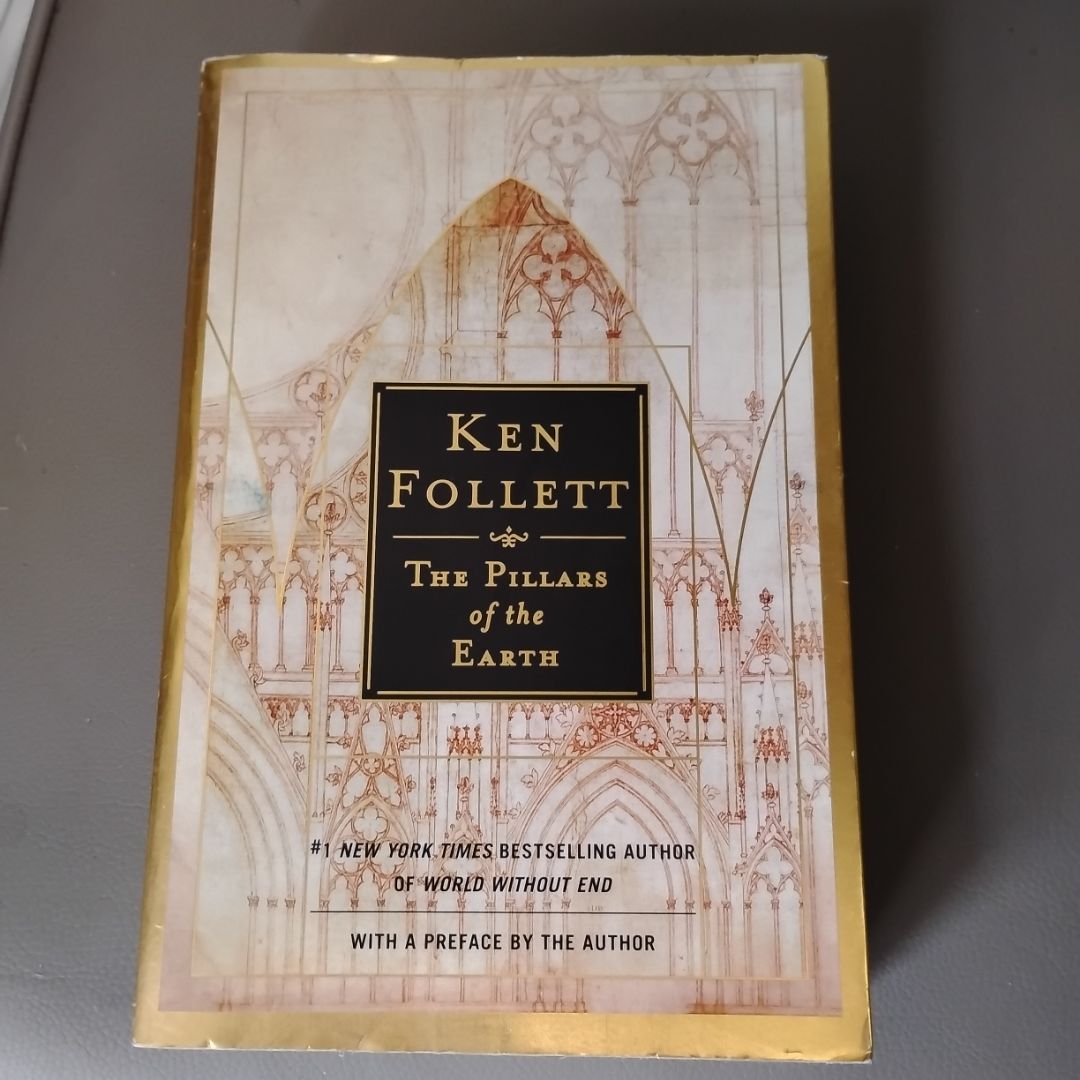 KEN
FOLLETT
THE PILLARS
of the
EARTH
#1 NEW YORK TIMES BESTSELLING AUTHOR
OF WORLD WITHOUT END
WITH A PREFACE BY THE AUTHOR